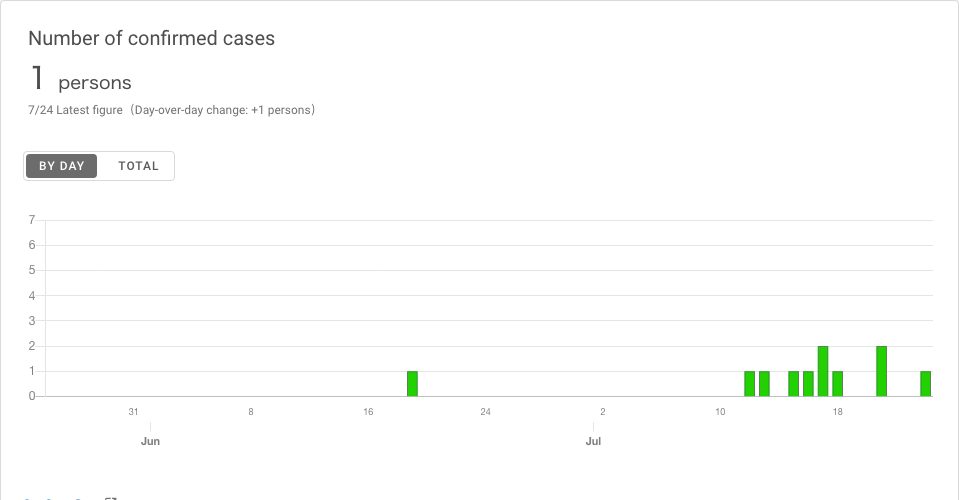 Number of confirmed cases
1 persons
7/24 Latest figure（Day-over-day change: +1 persons）
BY DAY TOTAL
7
6
5
4
3
2
1
0
31 8 16 24 2 10 18
Jun Jul